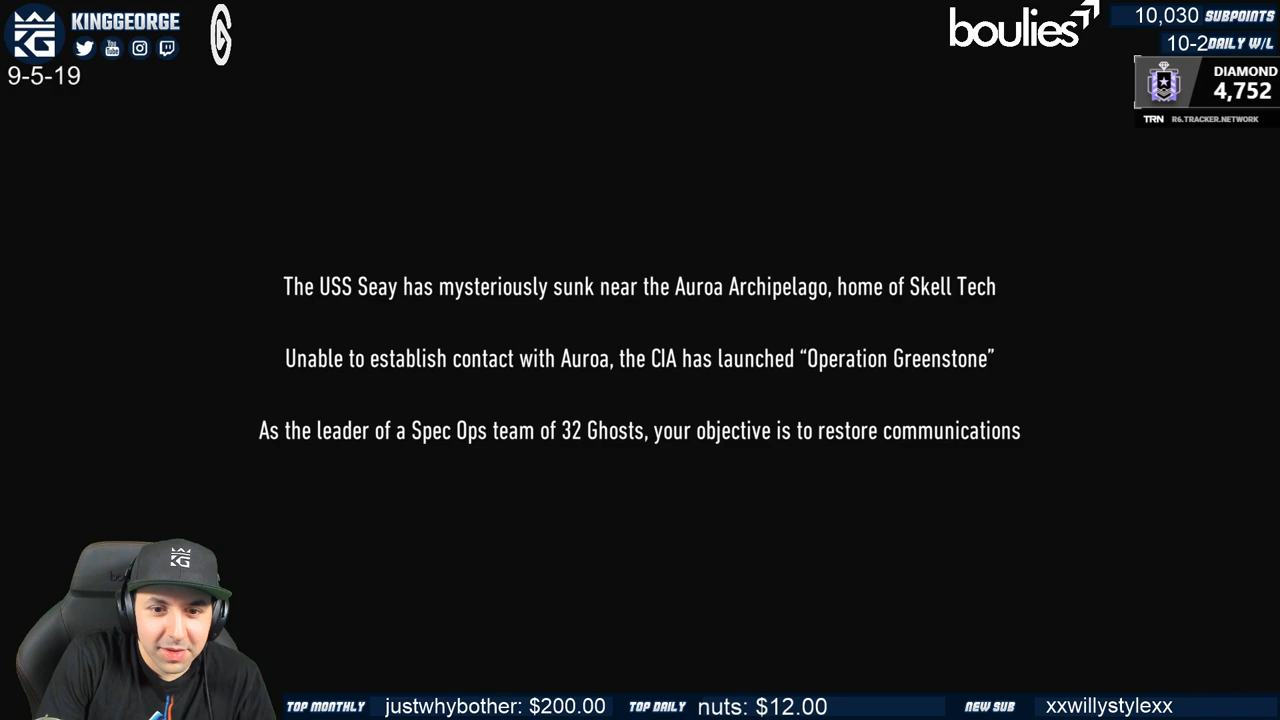 KINGGEORGE
9-5-19
boulies
10,030 SUBPOINTS
10-2 DAILY W/L
DIAMOND
4,752
TRN R6.TRACKER.NETWORK
The USS Seay has mysteriously sunk near the Auroa Archipelago, home of Skell Tech
Unable to establish contact with Auroa, the CIA has launched “Operation Greenstone”
As the leader of a Spec Ops team of 32 Ghosts, your objective is to restore communications
KG
TOP MONTHLY justwhybother: $200.00 TOP DAILY nuts: $12.00 NEW SUB xxwillystylexx